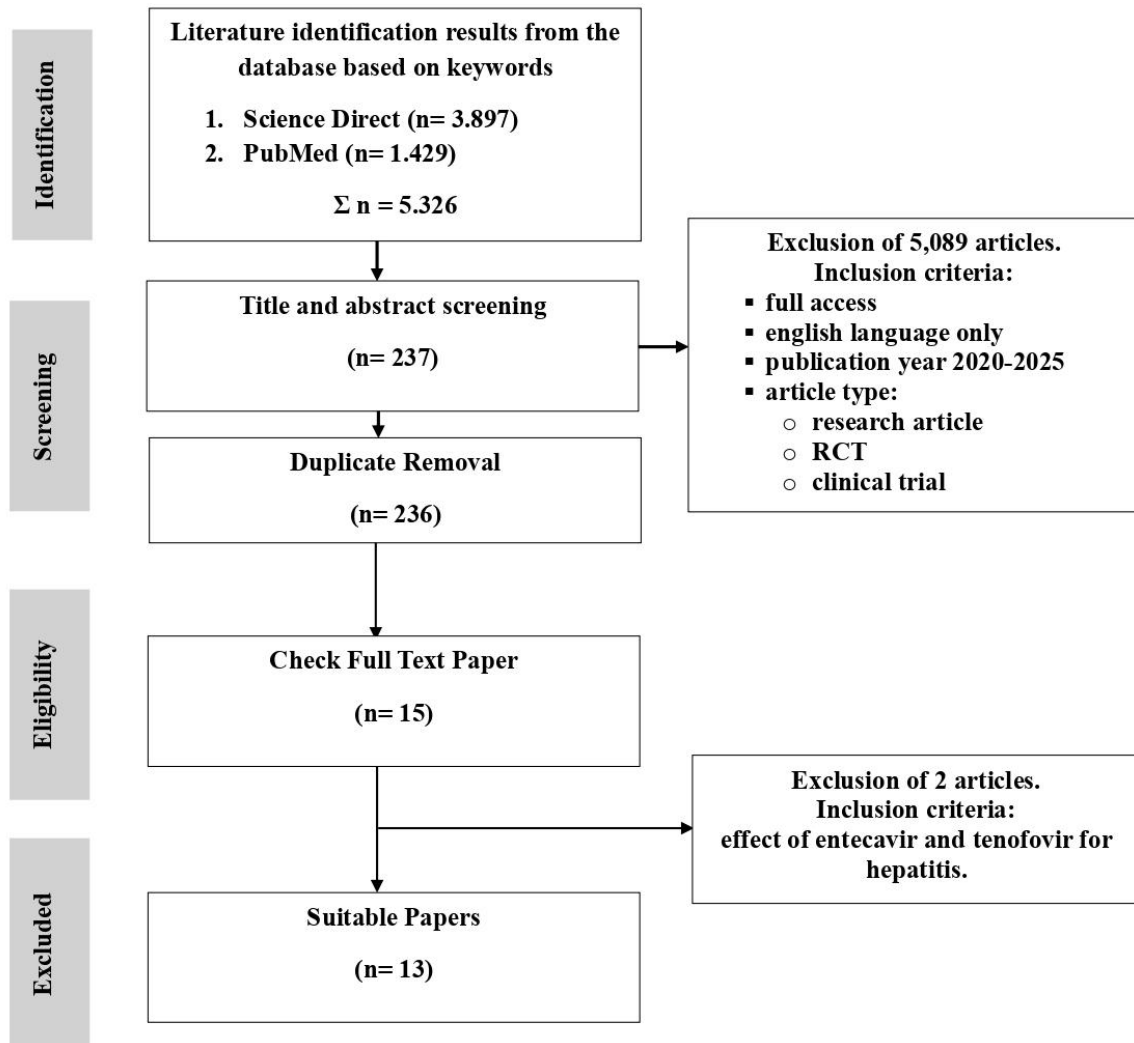 Identification
Literature identification results from the
database based on keywords
1. Science Direct (n= 3.897)
2. PubMed (n= 1.429)
Σ n = 5.326
Screening
Title and abstract screening
(n= 237)
Exclusion of 5,089 articles.
Inclusion criteria:
▪ full access
▪ english language only
▪ publication year 2020-2025
▪ article type:
o research article
o RCT
o clinical trial
Duplicate Removal
(n= 236)
Eligibility
Check Full Text Paper
(n= 15)
Exclusion of 2 articles.
Inclusion criteria:
effect of entecavir and tenofovir for
hepatitis.
Excluded
Suitable Papers
(n= 13)